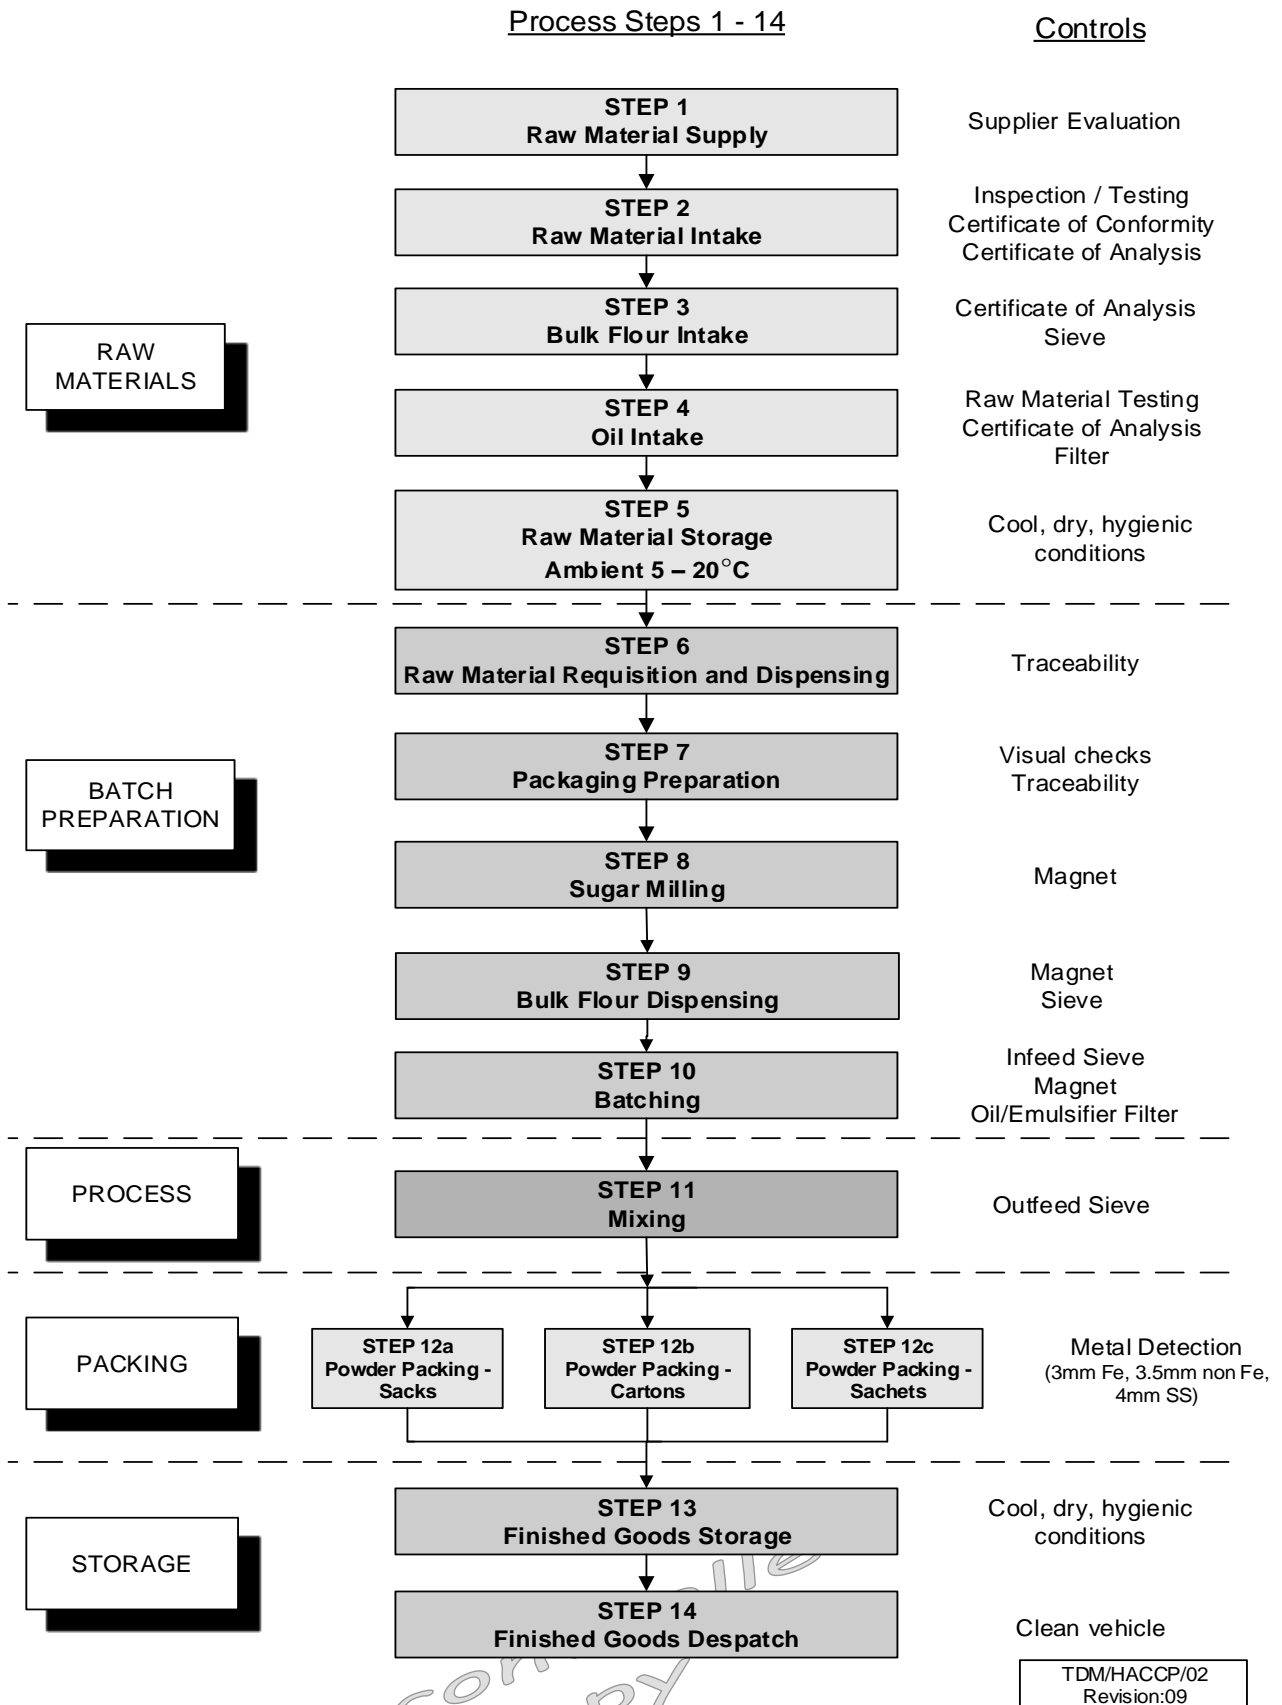 Process Steps 1 - 14
Controls
STEP 1
Raw Material Supply
Supplier Evaluation
STEP 2
Raw Material Intake
Inspection / Testing
Certificate of Conformity
Certificate of Analysis
STEP 3
Bulk Flour Intake
Certificate of Analysis
Sieve
RAW
MATERIALS
STEP 4
Oil Intake
Raw Material Testing
Certificate of Analysis
Filter
STEP 5
Raw Material Storage
Ambient 5 – 20°C
Cool, dry, hygienic
conditions
STEP 6
Raw Material Requisition and Dispensing
Traceability
STEP 7
Packaging Preparation
Visual checks
Traceability
BATCH
PREPARATION
STEP 8
Sugar Milling
Magnet
STEP 9
Bulk Flour Dispensing
Magnet
Sieve
STEP 10
Batching
Infeed Sieve
Magnet
Oil/Emulsifier Filter
PROCESS
STEP 11
Mixing
Outfeed Sieve
PACKING
STEP 12a
Powder Packing -
Sacks
STEP 12b
Powder Packing -
Cartons
STEP 12c
Powder Packing -
Sachets
Metal Detection
(3mm Fe, 3.5mm non Fe,
4mm SS)
STEP 13
Finished Goods Storage
Cool, dry, hygienic
conditions
STORAGE
STEP 14
Finished Goods Despatch
Clean vehicle
TDM/HACCP/02
Revision:09